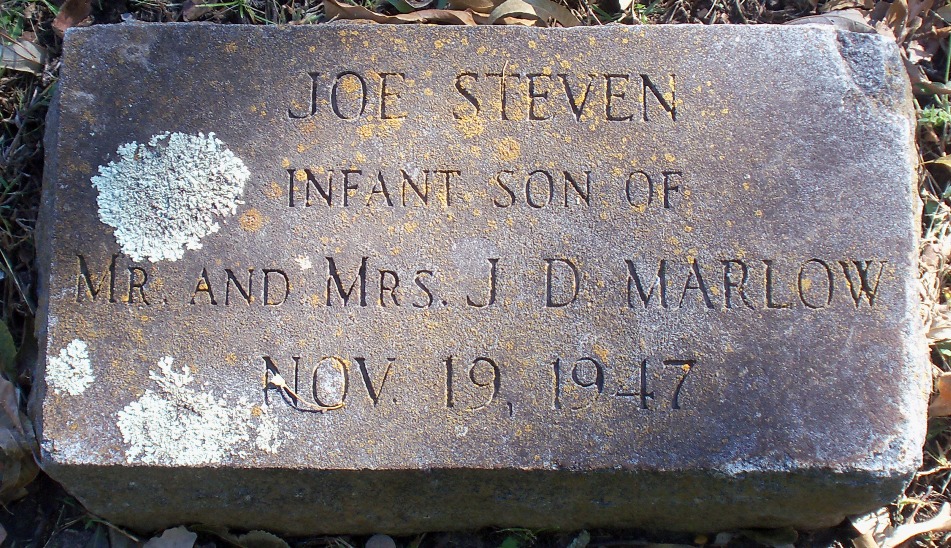 JOE STEVEN
INFANT SON OF
MR. AND MRS. J. D. MARLOW
NOV. 19, 1947